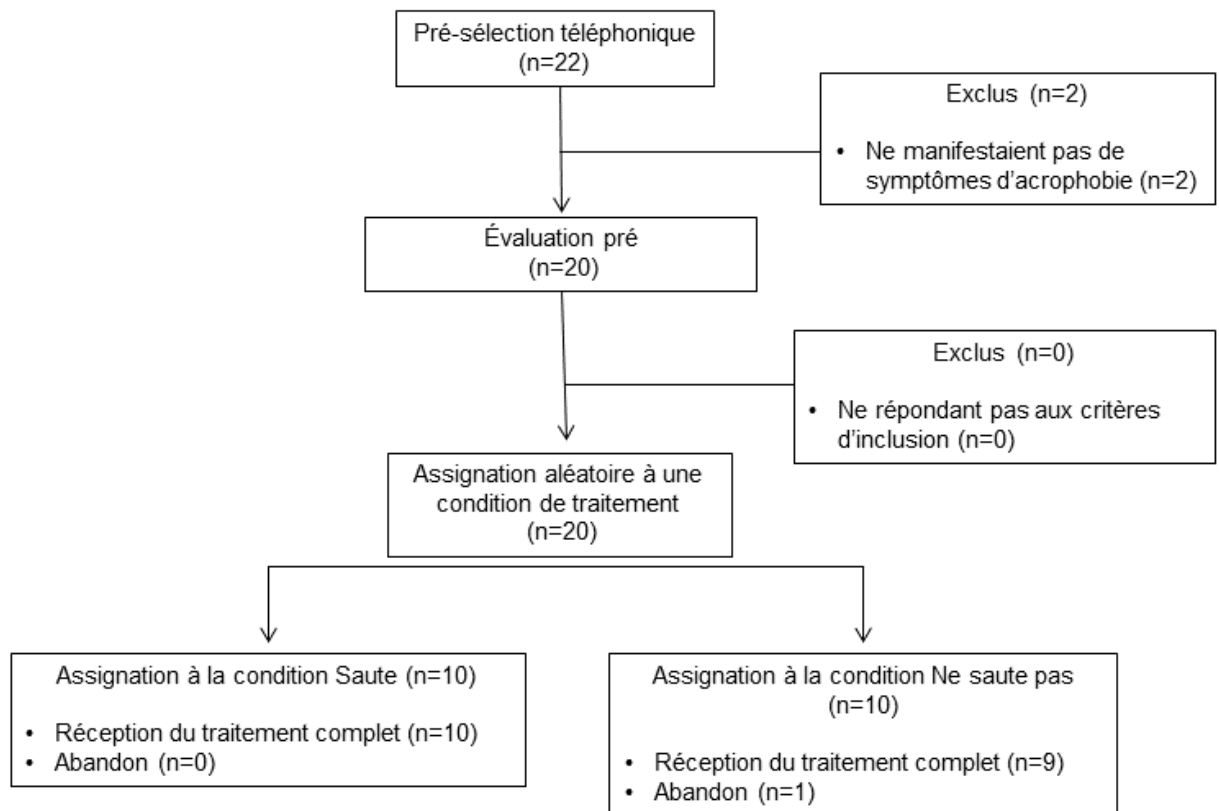 Pré-sélection téléphonique
(n=22)
Exclus (n=2)
• Ne manifestaient pas de
symptômes d'acrophobie (n=2)
Évaluation pré
(n=20)
Exclus (n=0)
• Ne répondant pas aux critères
d'inclusion (n=0)
Assignation aléatoire à une
condition de traitement
(n=20)
Assignation à la condition Saute (n=10)
• Réception du traitement complet (n=10)
• Abandon (n=0)
Assignation à la condition Ne saute pas
(n=10)
• Réception du traitement complet (n=9)
• Abandon (n=1)